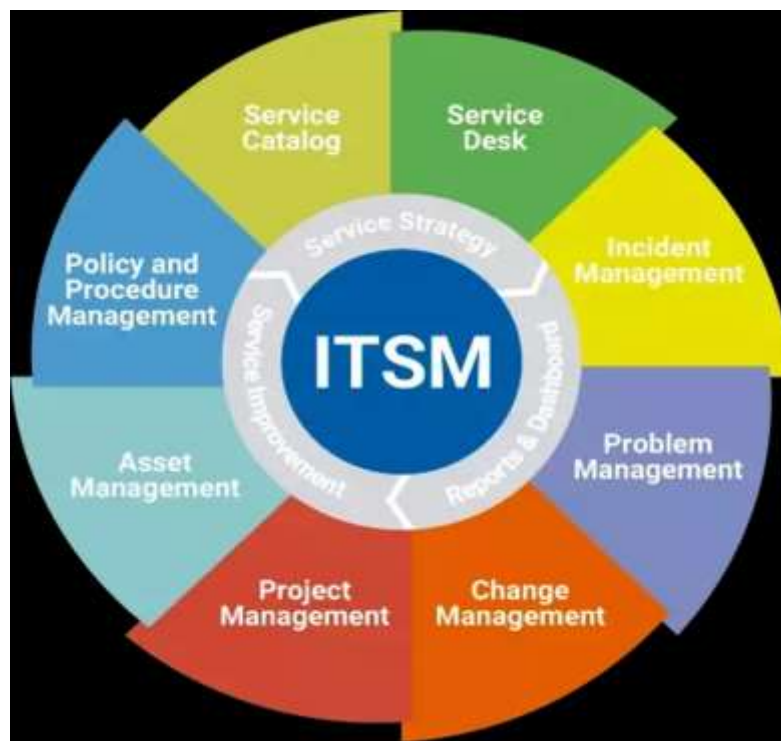 Service
Catalog
Service
Desk
Incident
Management
Problem
Management
Change
Management
Project
Management
Asset
Management
Policy and
Procedure
Management
Service Strategy
Reports & Dashboard
Service Improvement
ITSM